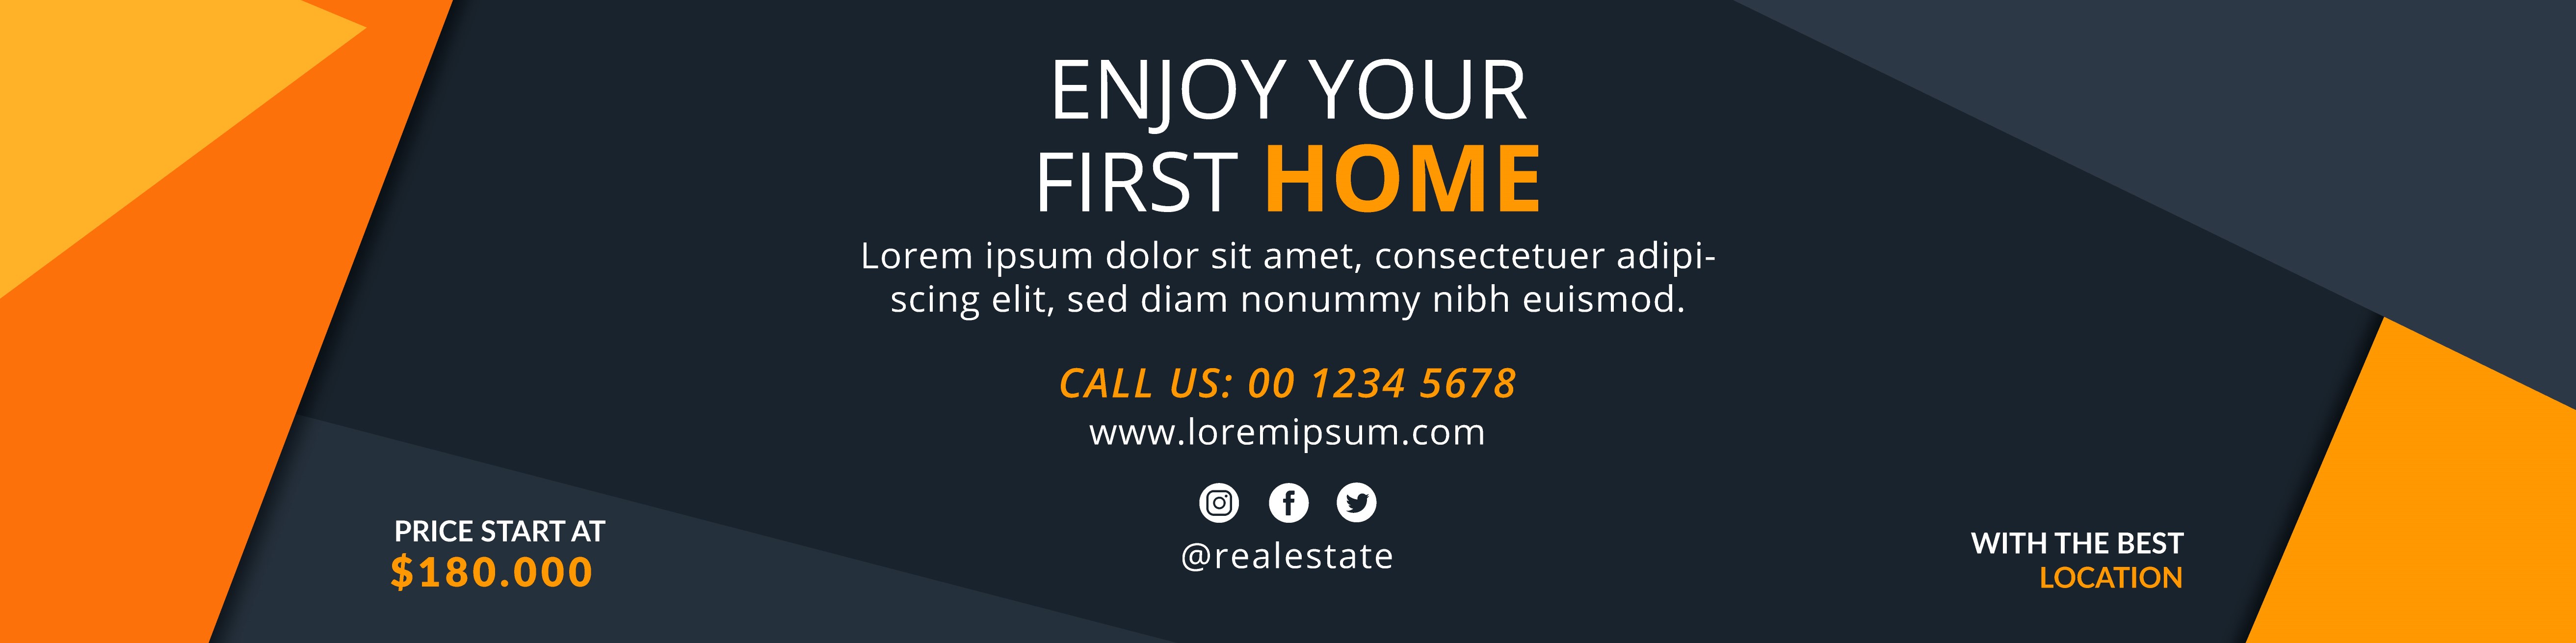 ENJOY YOUR
FIRST HOME
Lorem ipsum dolor sit amet, consectetuer adipi-
scing elit, sed diam nonummy nibh euismod.
CALL US: 00 1234 5678
www.loremipsum.com
@realestate
PRICE START AT
$180.000
WITH THE BEST
LOCATION